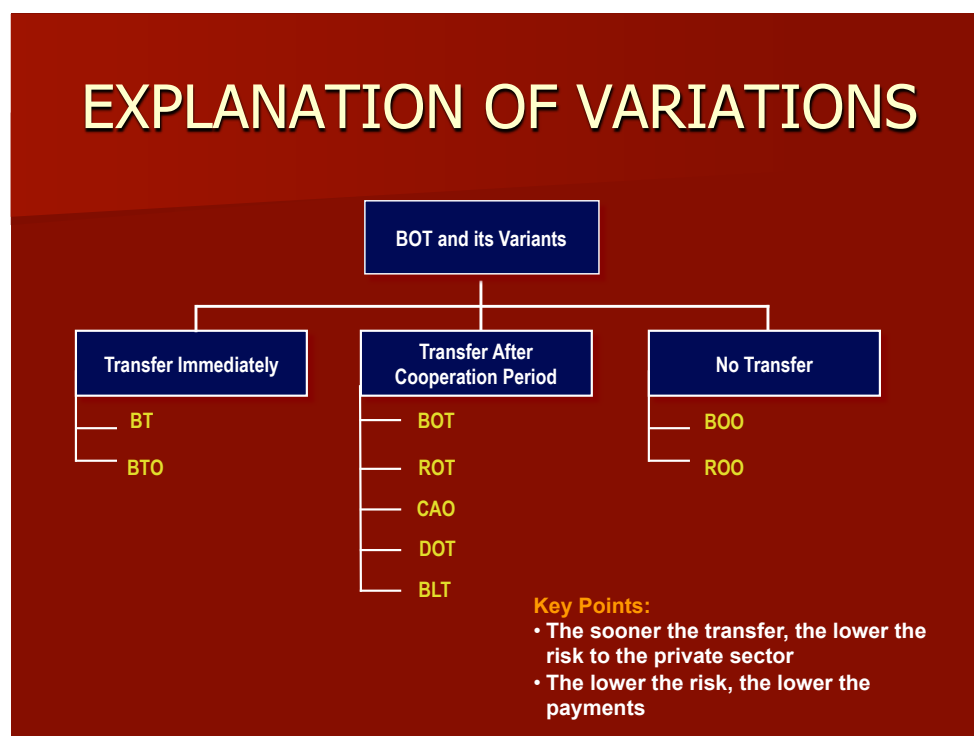 EXPLANATION OF VARIATIONS
BOT and its Variants
Transfer Immediately
BT
BTO
Transfer After
Cooperation Period
BOT
ROT
CAO
DOT
BLT
No Transfer
BOO
ROO
Key Points:
• The sooner the transfer, the lower the
risk to the private sector
• The lower the risk, the lower the
payments